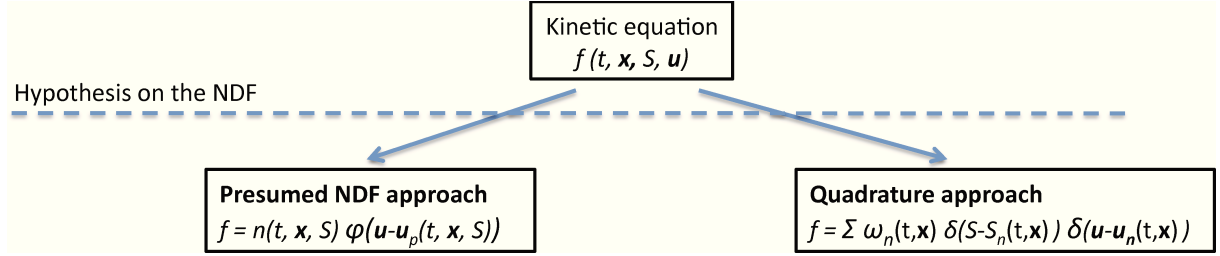 Kinetic equation
f (t, x, S, u)
Hypothesis on the NDF
Presumed NDF approach
f = n(t, x, S) φ(u-uₚ(t, x, S))
Quadrature approach
f = Σ ωₙ(t,x) δ(S-Sₙ(t,x) ) δ(u-uₙ(t,x) )